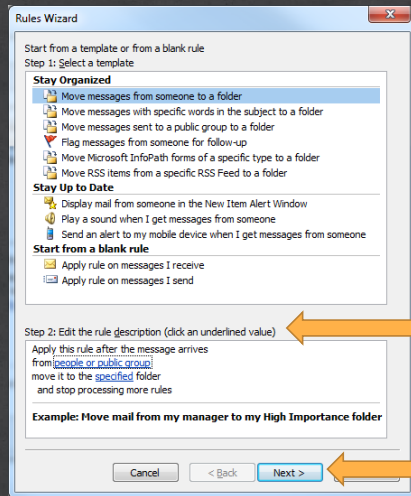 Rules Wizard
Start from a template or from a blank rule
Step 1: Select a template
Stay Organized
Move messages from someone to a folder
Move messages with specific words in the subject to a folder
Move messages sent to a public group to a folder
Flag messages from someone for follow-up
Move Microsoft InfoPath forms of a specific type to a folder
Move RSS items from a specific RSS Feed to a folder
Stay Up to Date
Display mail from someone in the New Item Alert Window
Play a sound when I get messages from someone
Send an alert to my mobile device when I get messages from someone
Start from a blank rule
Apply rule on messages I receive
Apply rule on messages I send
Step 2: Edit the rule description (click an underlined value)
Apply this rule after the message arrives
from people or public group
move it to the specified folder
and stop processing more rules
Example: Move mail from my manager to my High Importance folder
Cancel < Back Next >